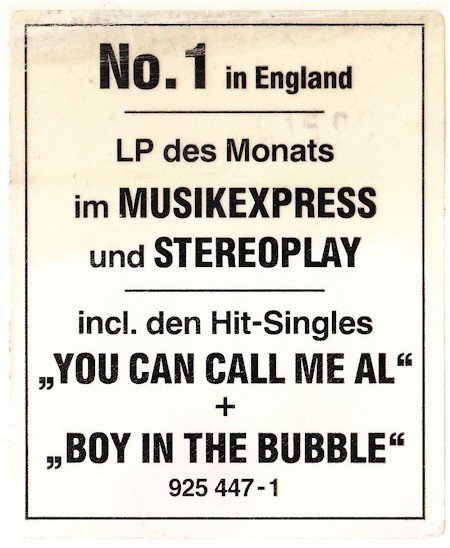 No. 1 in England
LP des Monats
im MUSIKEXPRESS
und STEREOPLAY
incl. den Hit-Singles
„YOU CAN CALL ME AL“
+
„BOY IN THE BUBBLE“
925 447-1